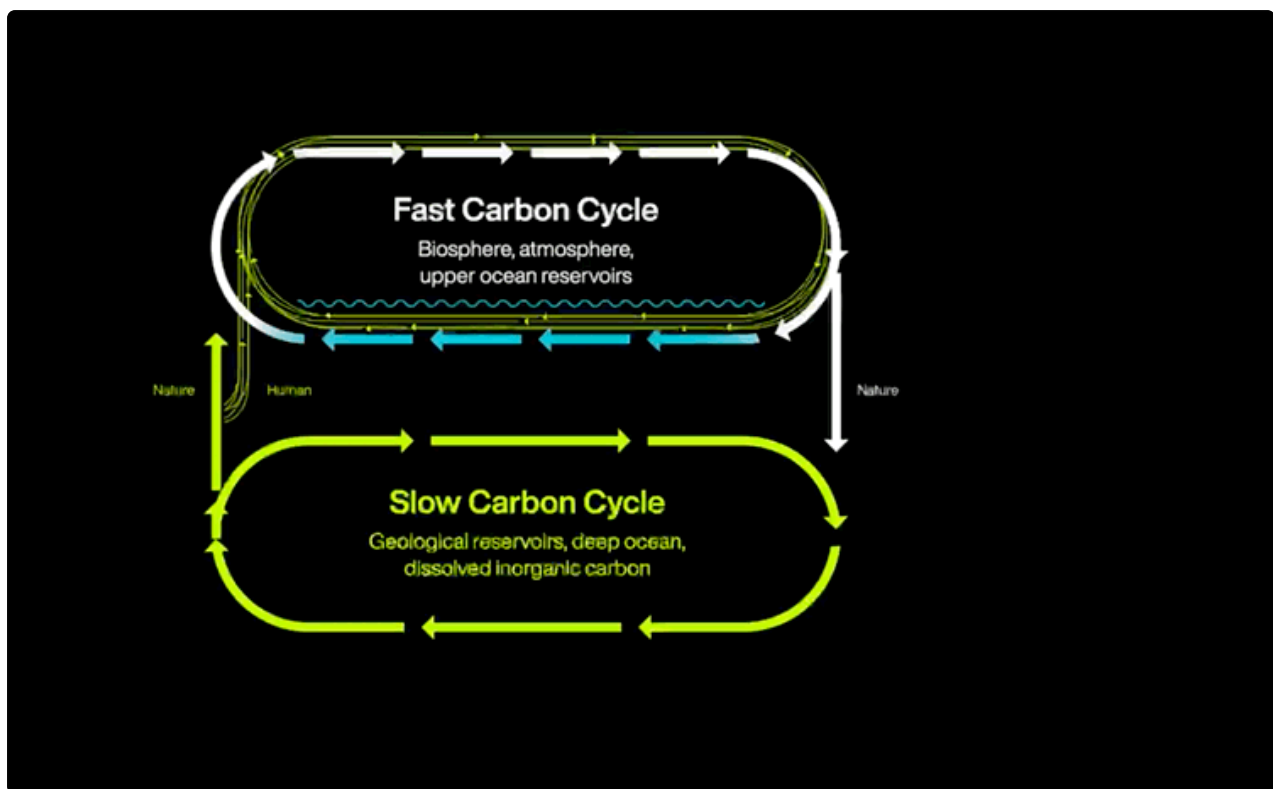 Fast Carbon Cycle
Biosphere, atmosphere,
upper ocean reservoirs
Nature
Human
Nature
Slow Carbon Cycle
Geological reservoirs, deep ocean,
dissolved inorganic carbon